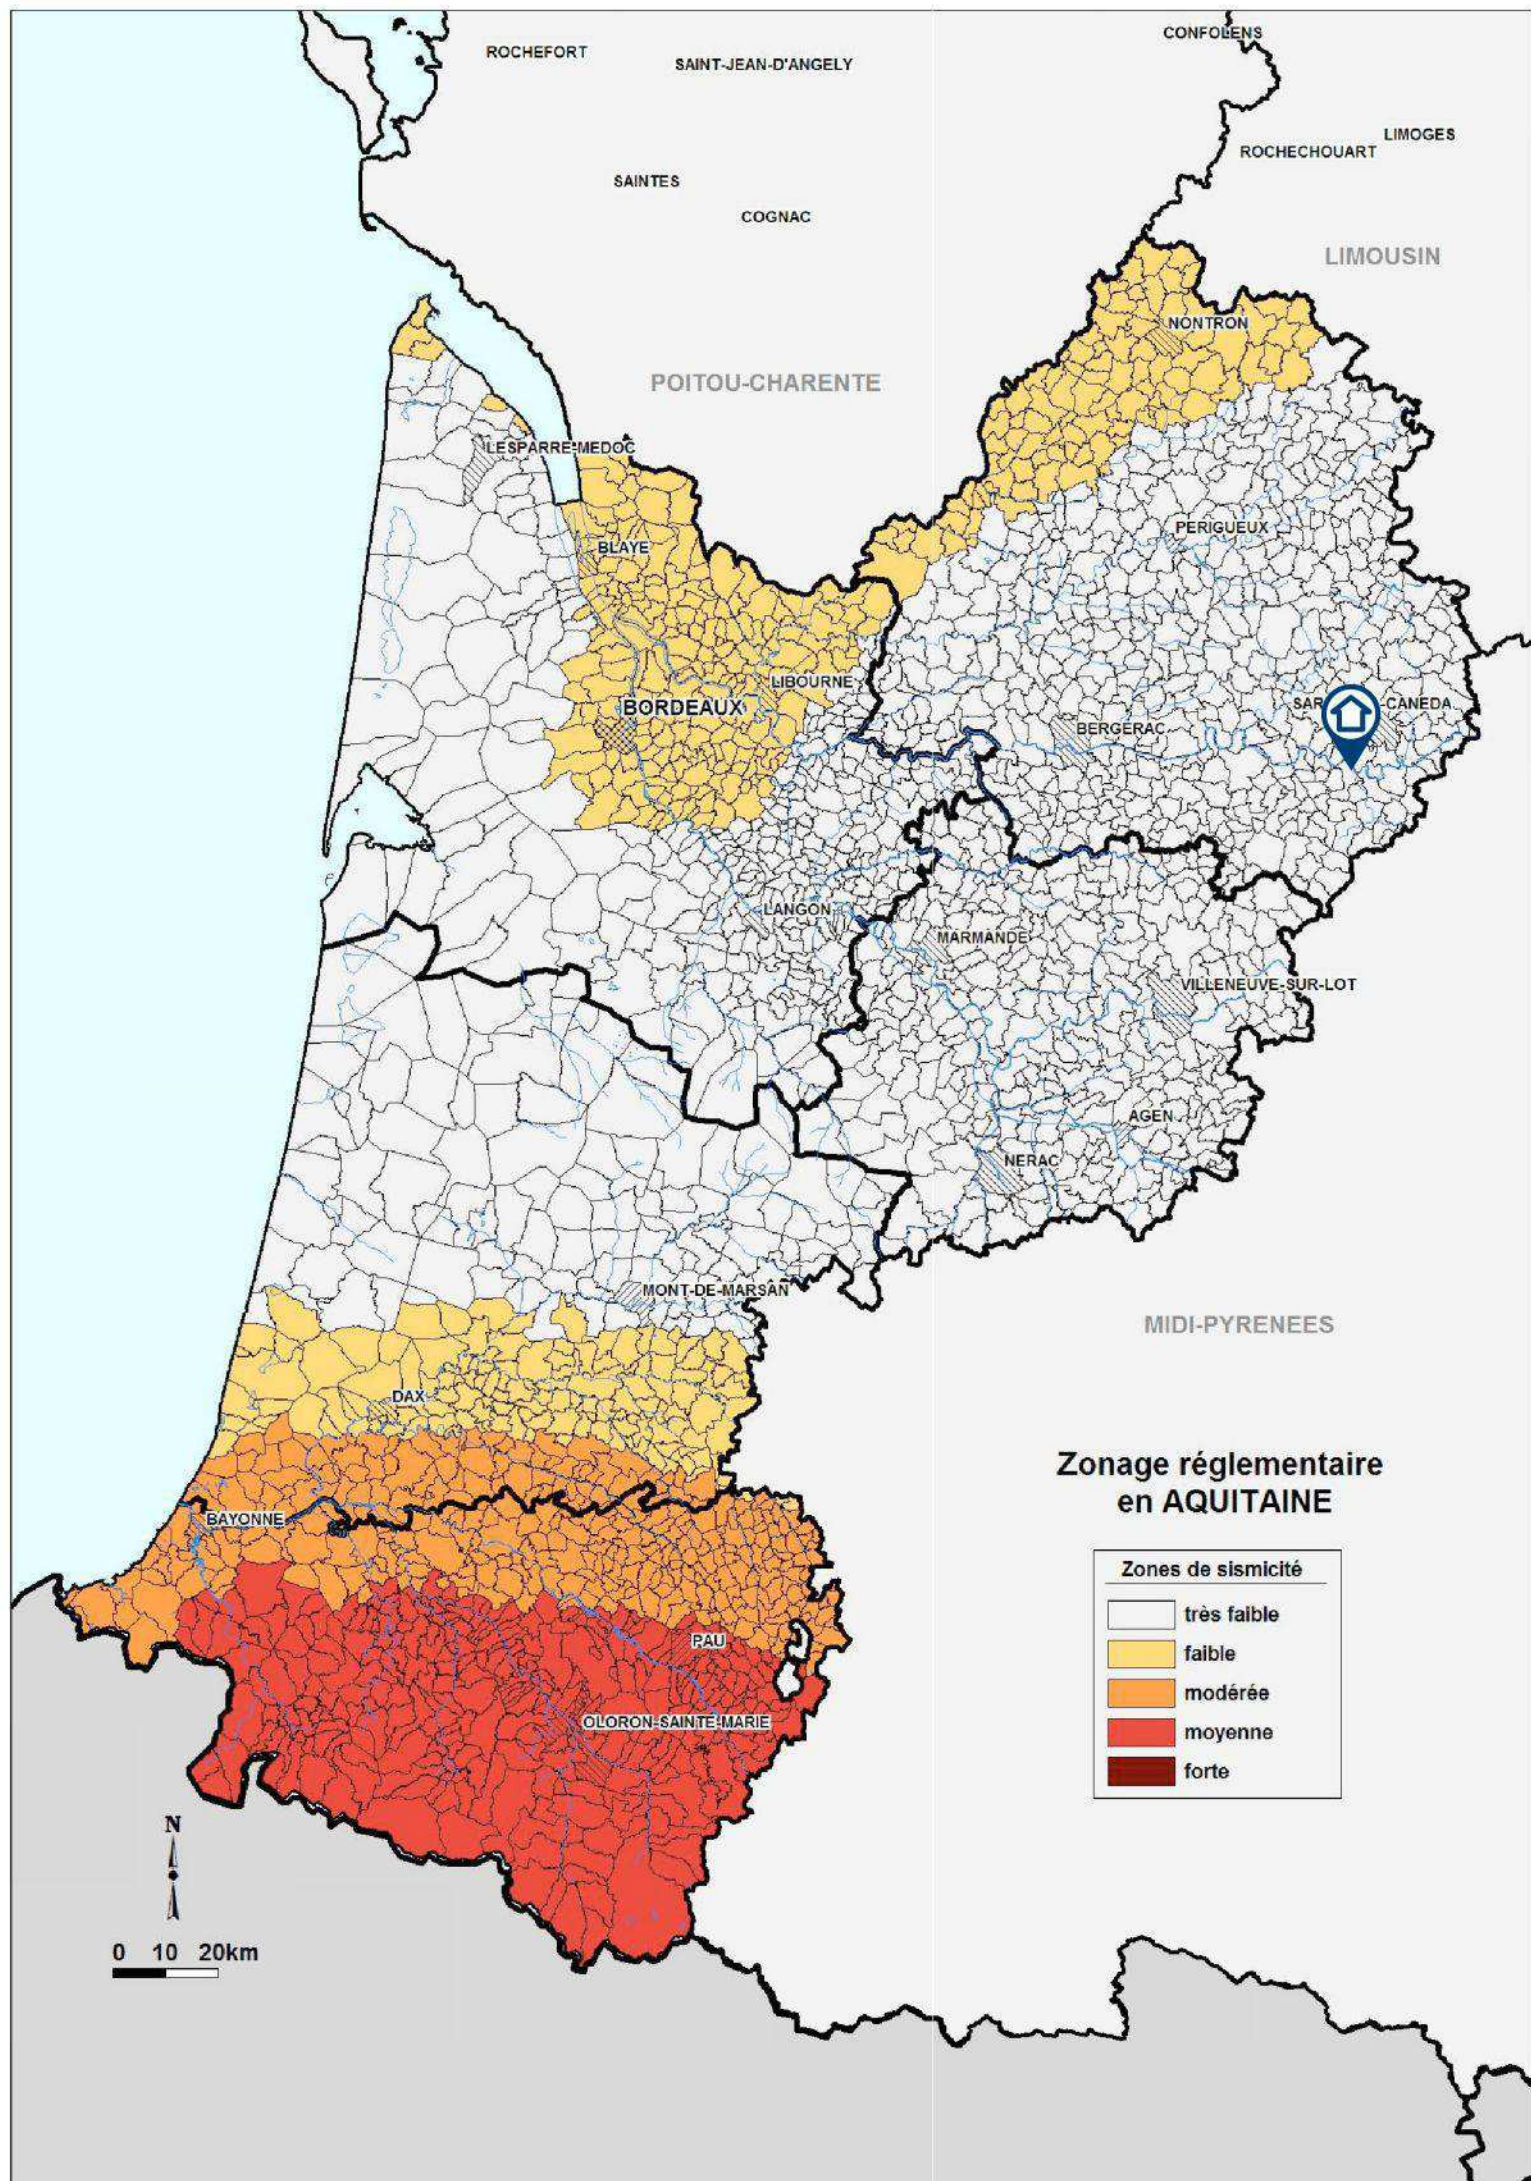 CONFOLENS
ROCHEFORT
SAINT-JEAN-D'ANGELY
LIMOGES
ROCHECHOUART
SAINTES
COGNAC
LIMOUSIN
NONTRON
POITOU-CHARENTE
LESPARRE-MEDOC
PERIGUEUX
BLAYE
LIBOURNE
BORDEAUX
SAR
-CANEDA
BERGERAC
LANGON
MARMANDE
VILLENEUVE-SUR-LOT
AGEN
NERAC
MONT-DE-MARSAN
MIDI-PYRENEES
DAX
Zonage réglementaire
en AQUITAINE
BAYONNE
Zones de sismicité
très faible
faible
modérée
moyenne
forte
PAU
OLORON-SAINTE-MARIE
N
0 10 20km